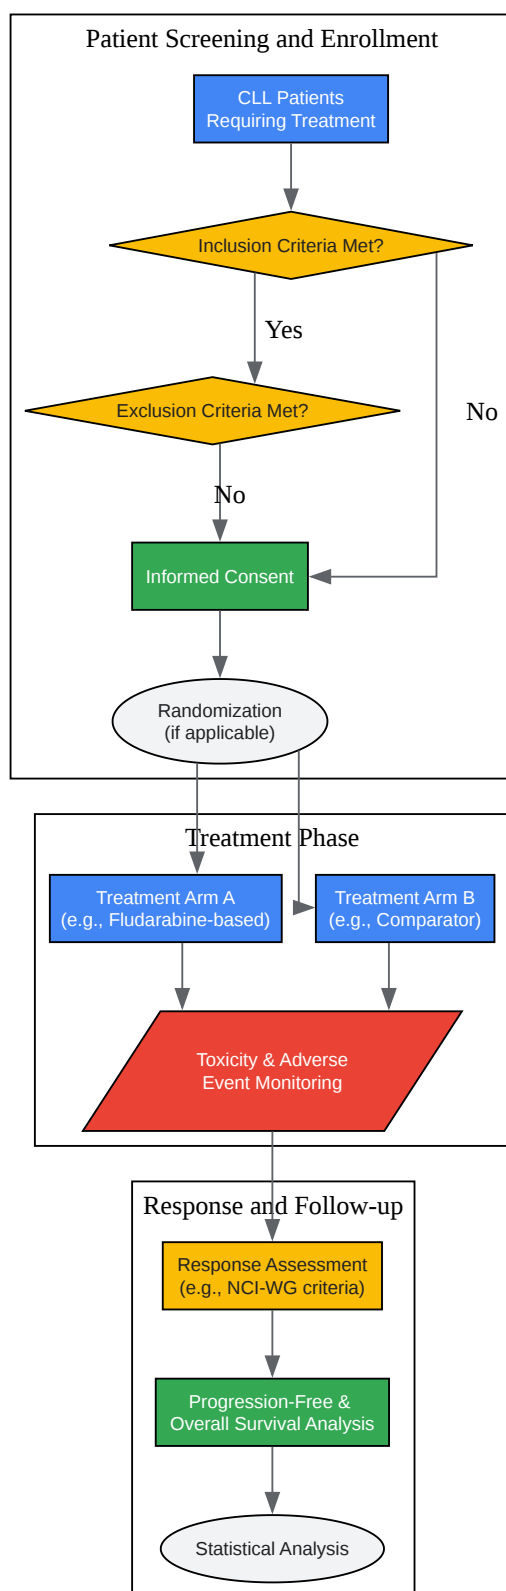 Patient Screening and Enrollment
CLL Patients
Requiring Treatment
Inclusion Criteria Met?
Yes
Exclusion Criteria Met?
No
No
Informed Consent
Randomization
(if applicable)
Treatment Phase
Treatment Arm A
(e.g., Fludarabine-based)
Treatment Arm B
(e.g., Comparator)
Toxicity & Adverse
Event Monitoring
Response and Follow-up
Response Assessment
(e.g., NCI-WG criteria)
Progression-Free &
Overall Survival Analysis
Statistical Analysis